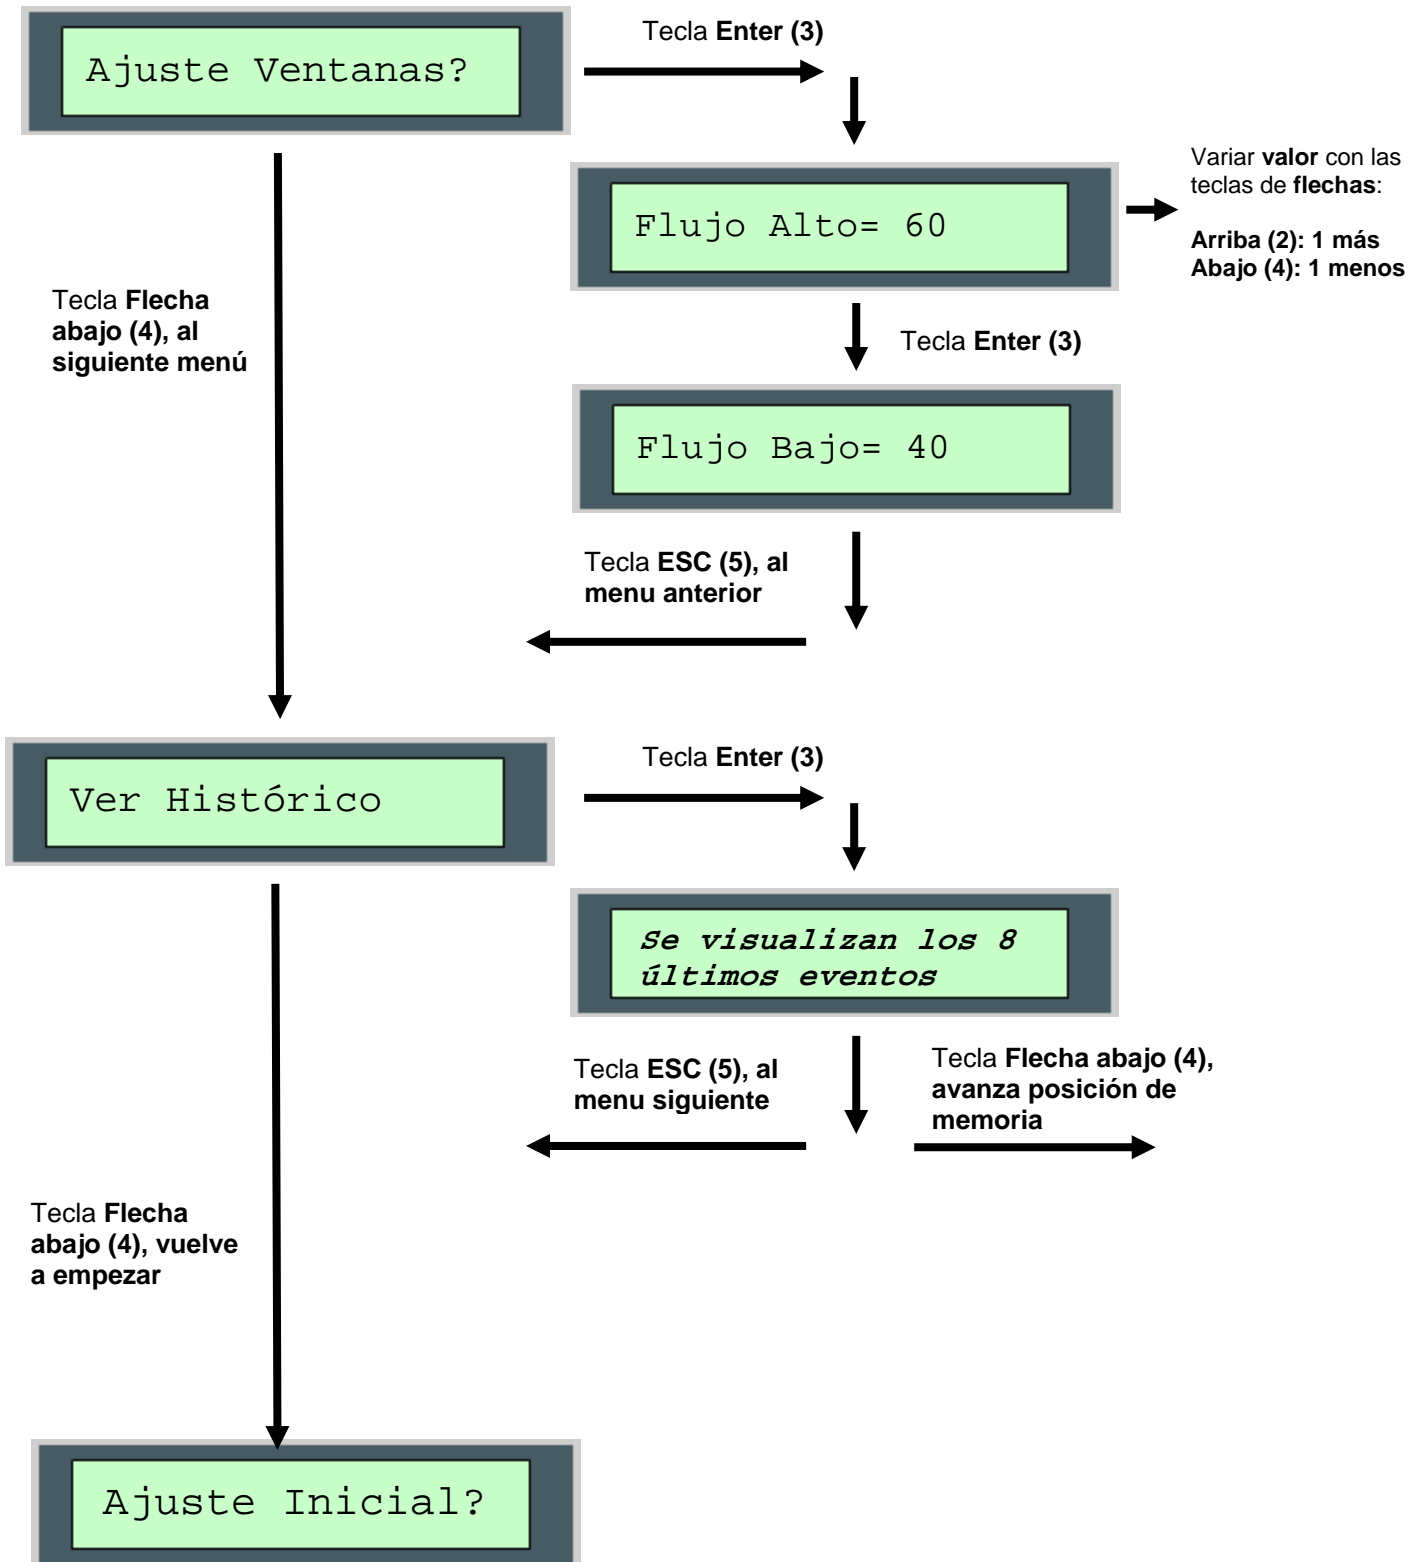 Tecla Enter (3)
Ajuste Ventanas?
Variar valor con las
teclas de flechas:
Arriba (2): 1 más
Abajo (4): 1 menos
Flujo Alto= 60
Tecla Flecha
abajo (4), al
siguiente menú
Tecla Enter (3)
Flujo Bajo= 40
Tecla ESC (5), al
menu anterior
Tecla Enter (3)
Ver Histórico
Se visualizan los 8
últimos eventos
Tecla ESC (5), al
menu siguiente
Tecla Flecha abajo (4),
avanza posición de
memoria
Tecla Flecha
abajo (4), vuelve
a empezar
Ajuste Inicial?